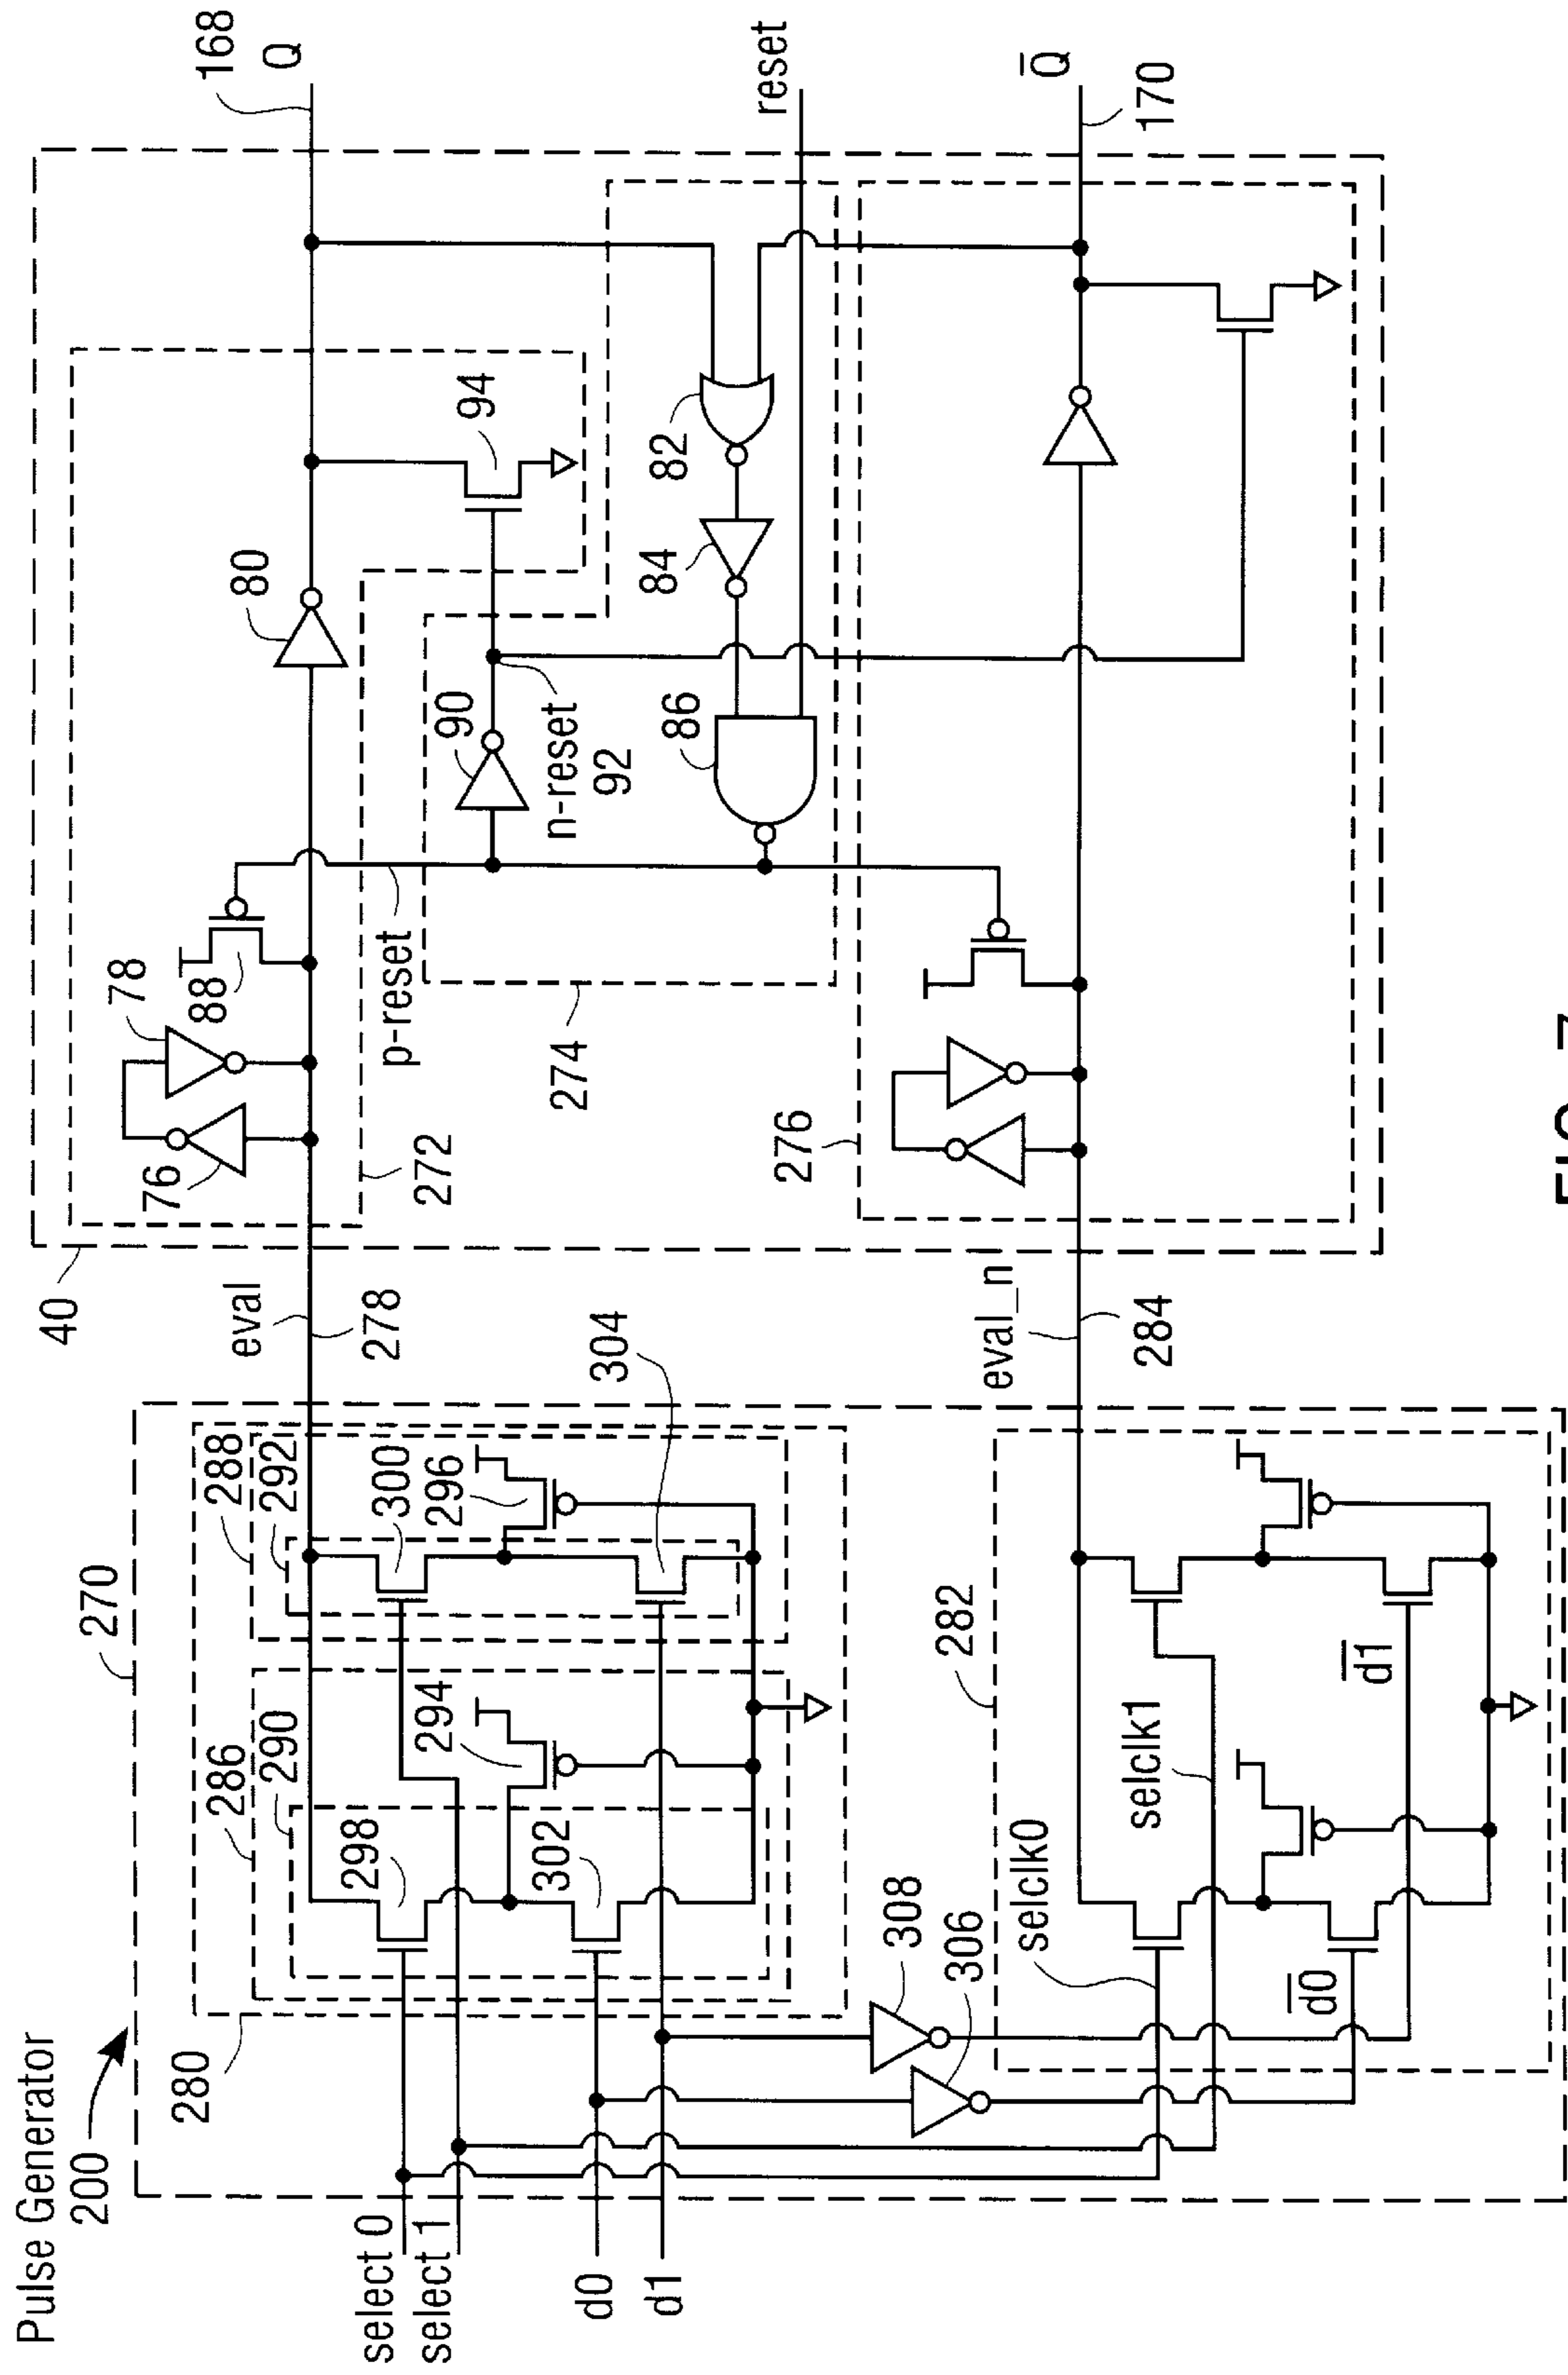 Pulse Generator
200
270
280
286
290
298
294
302
288
292
300
296
304
select 0
select 1
d0
d1
308
306
282
selclk0
selclk1
d̅0̅
d̅1̅
eval
278
eval_n
284
40
272
76
78
88
p-reset
274
80
90
n-reset
92
94
86
84
82
276
168
Q
reset
Q̅
170
FIG. 7